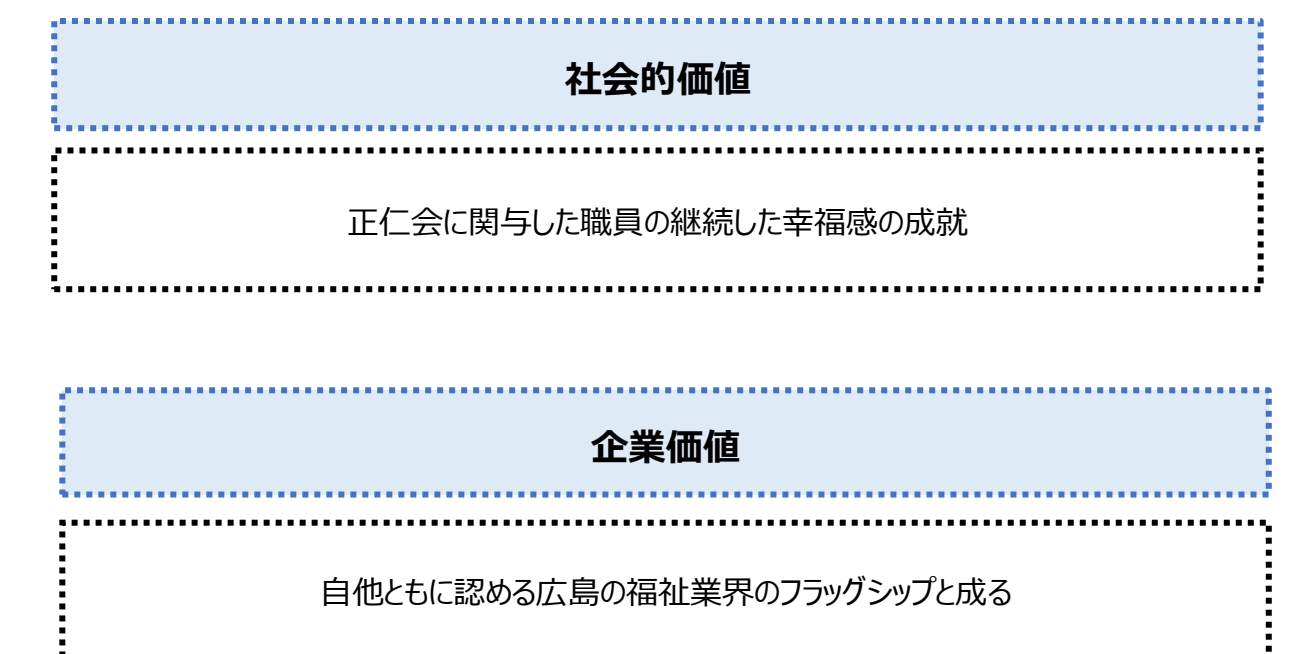 社会的価値
正仁会に関与した職員の継続した幸福感の成就
企業価値
自他ともに認める広島の福祉業界のフラッグシップと成る